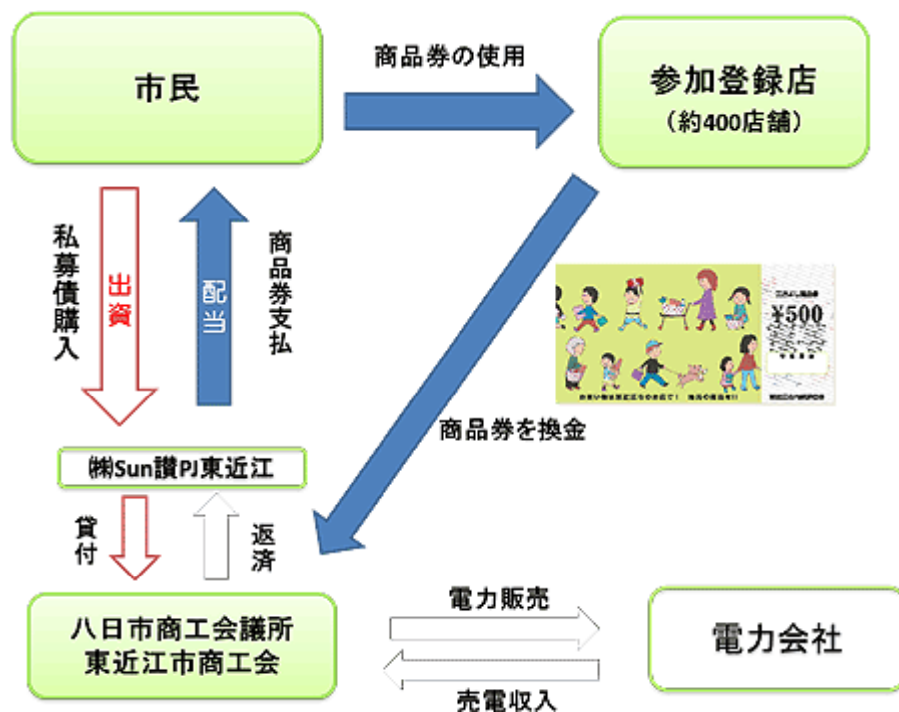 市民
商品券の使用
参加登録店
（約400店舗）
私募債購入
出資
配当
商品券支払
¥500
商品券を換金
㈱Sun讃PJ東近江
貸付
返済
八日市商工会議所
東近江市商工会
電力販売
売電収入
電力会社